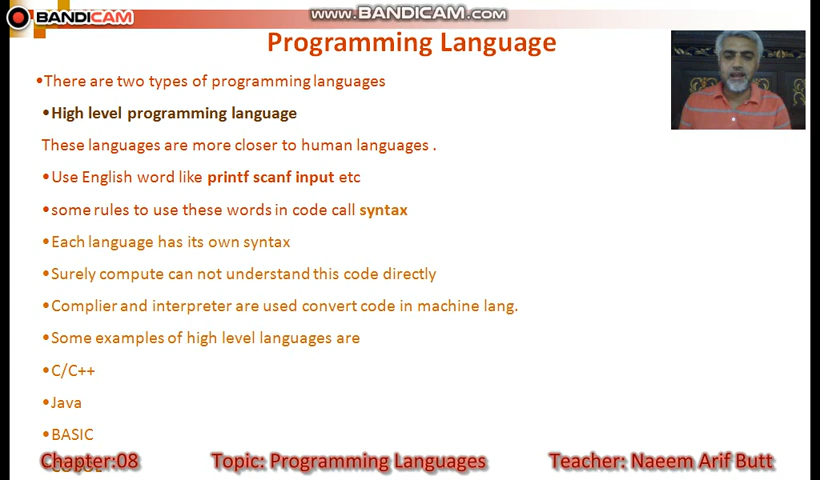 BANDICAM
WWW.BANDICAM.COM
Programming Language
•There are two types of programming languages
•High level programming language
These languages are more closer to human languages .
•Use English word like printf scanf input etc
•some rules to use these words in code call syntax
•Each language has its own syntax
•Surely compute can not understand this code directly
•Complier and interpreter are used convert code in machine lang.
•Some examples of high level languages are
•C/C++
•Java
•BASIC
Chapter:08 Topic: Programming Languages Teacher: Naeem Arif Butt